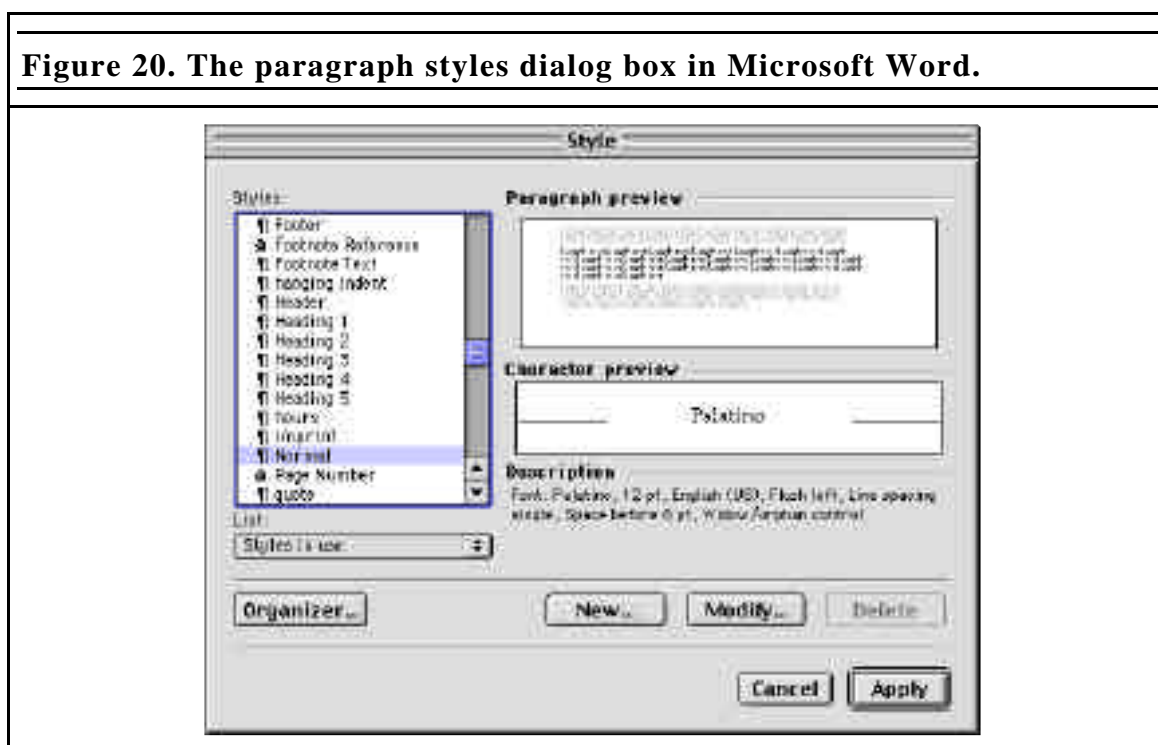 Figure 20. The paragraph styles dialog box in Microsoft Word.
Style
Styles:
¶ Footer
a Footnote Reference
¶ Footnote Text
¶ hanging indent
¶ Header
¶ Heading 1
¶ Heading 2
¶ Heading 3
¶ Heading 4
¶ Heading 5
¶ hours
¶ imprint
¶ Normal
a Page Number
¶ quote
List:
Styles in use
Paragraph preview
Character preview
Palatino
Description
Font: Palatino, 12 pt, English (US), Flush left, Line spacing
single, Space before 6 pt, Widow/orphan control
Organizer...
New...
Modify...
Delete
Cancel
Apply